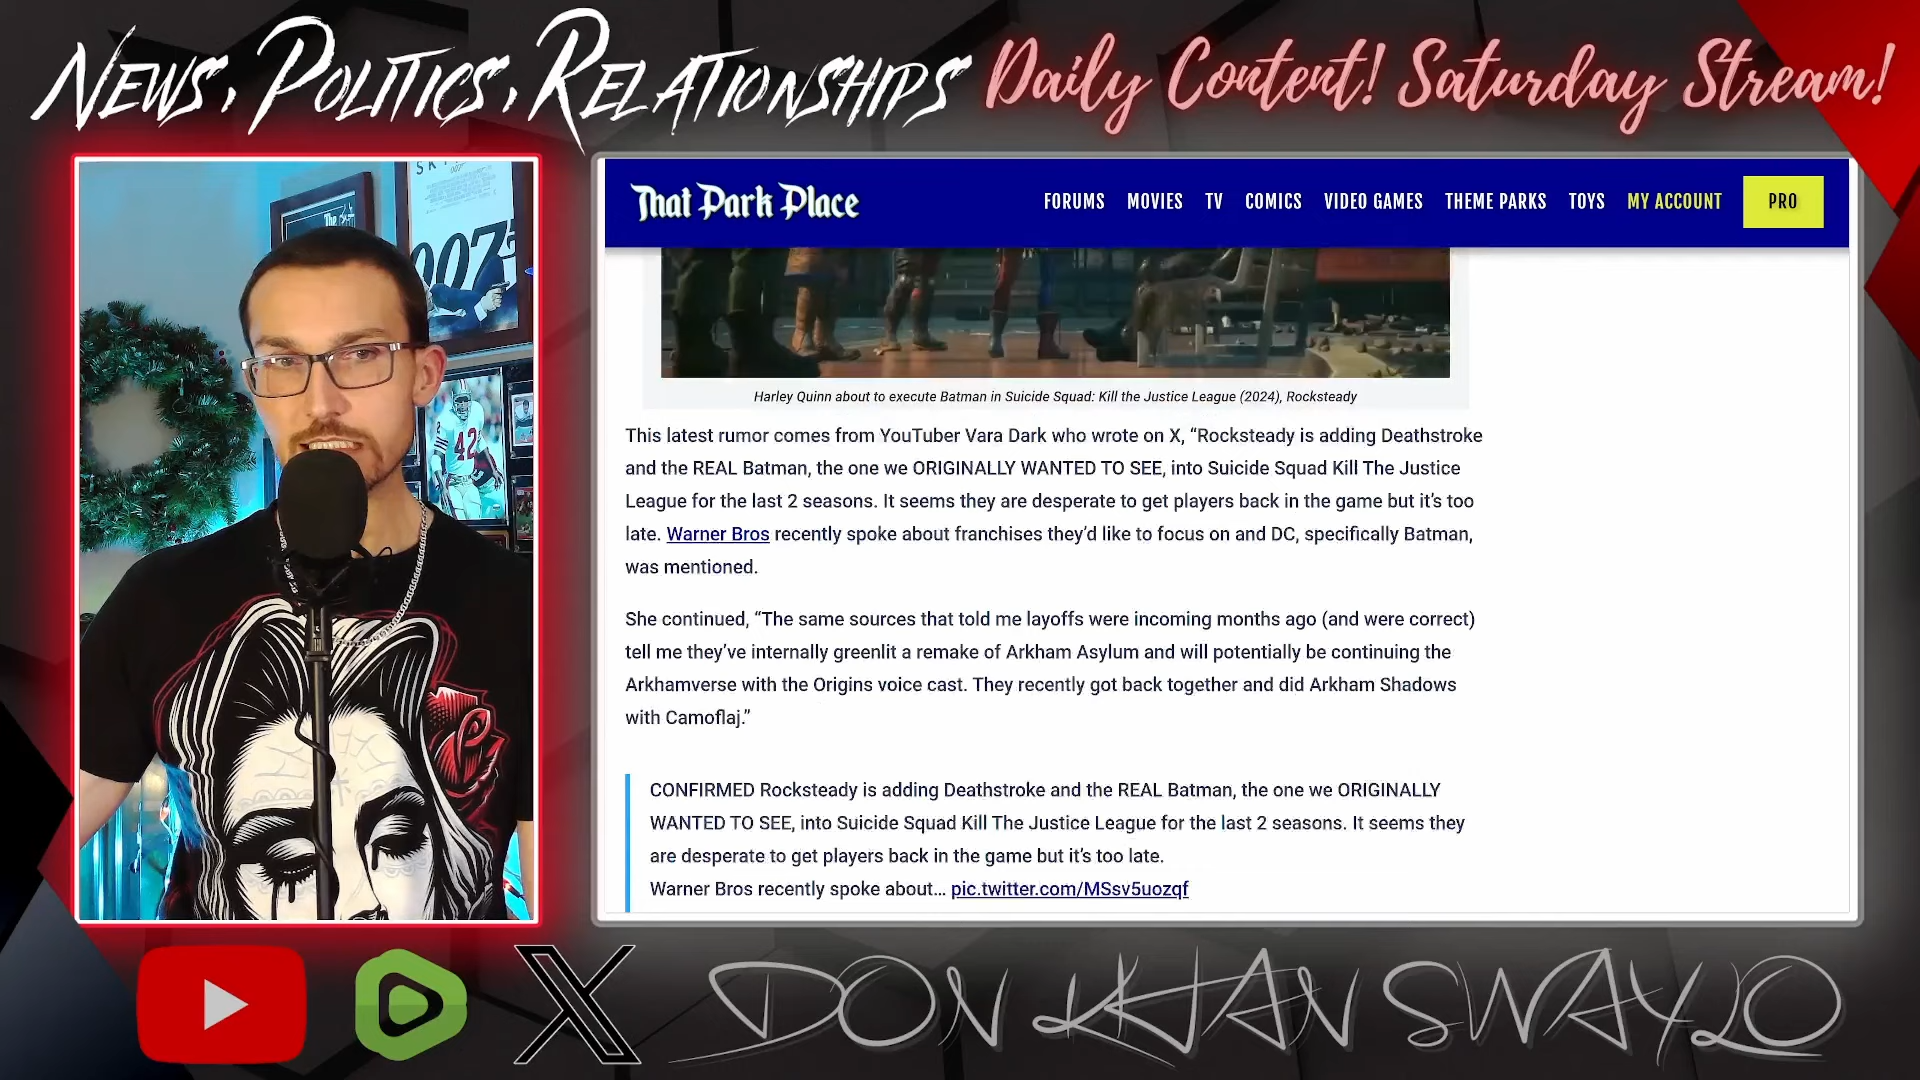 NEWS, POLITICS, RELATIONSHIPS
Daily Content! Saturday Stream!
SK
007
007
The
42
That Park Place
FORUMS MOVIES TV COMICS VIDEO GAMES THEME PARKS TOYS MY ACCOUNT PRO
Harley Quinn about to execute Batman in Suicide Squad: Kill the Justice League (2024), Rocksteady
This latest rumor comes from YouTuber Vara Dark who wrote on X, “Rocksteady is adding Deathstroke
and the REAL Batman, the one we ORIGINALLY WANTED TO SEE, into Suicide Squad Kill The Justice
League for the last 2 seasons. It seems they are desperate to get players back in the game but it’s too
late. Warner Bros recently spoke about franchises they’d like to focus on and DC, specifically Batman,
was mentioned.
She continued, “The same sources that told me layoffs were incoming months ago (and were correct)
tell me they’ve internally greenlit a remake of Arkham Asylum and will potentially be continuing the
Arkhamverse with the Origins voice cast. They recently got back together and did Arkham Shadows
with Camoflaj.”
CONFIRMED Rocksteady is adding Deathstroke and the REAL Batman, the one we ORIGINALLY
WANTED TO SEE, into Suicide Squad Kill The Justice League for the last 2 seasons. It seems they
are desperate to get players back in the game but it’s too late.
Warner Bros recently spoke about… pic.twitter.com/MSsv5uozqf
DON KHAN SWAYLO